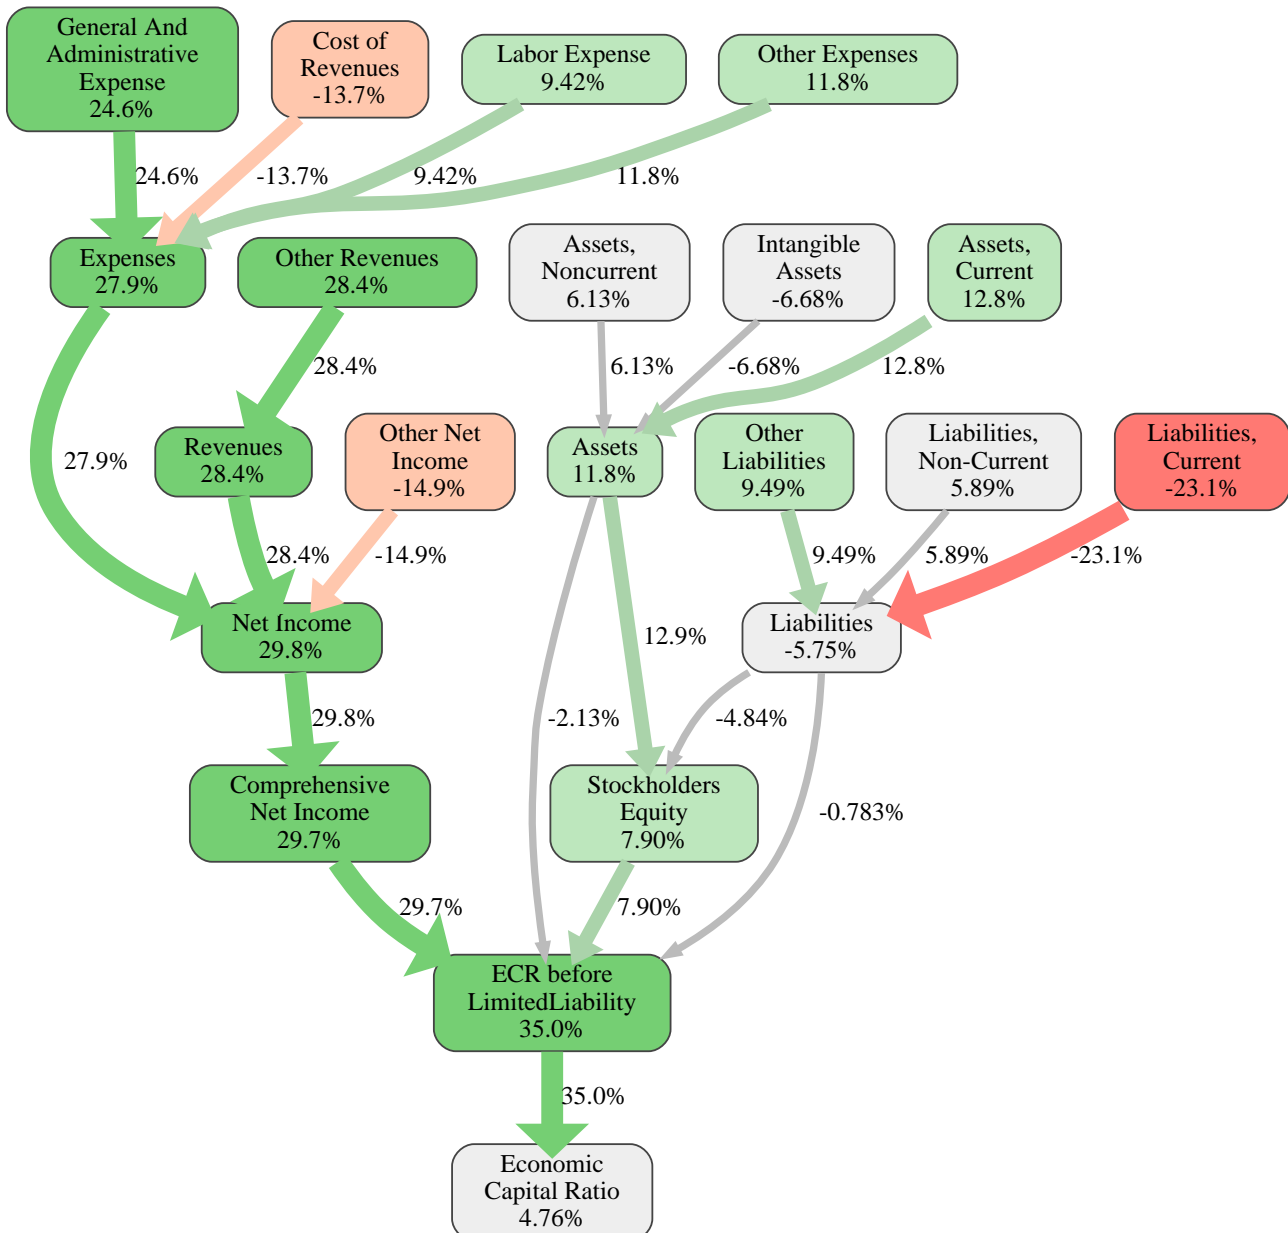 General And
Administrative
Expense
24.6%
Cost of
Revenues
-13.7%
Labor Expense
9.42%
Other Expenses
11.8%
24.6%
-13.7%
9.42%
11.8%
Expenses
27.9%
Other Revenues
28.4%
Assets,
Noncurrent
6.13%
Intangible
Assets
-6.68%
Assets,
Current
12.8%
28.4%
6.13%
-6.68%
12.8%
27.9%
Revenues
28.4%
Other Net
Income
-14.9%
Assets
11.8%
Other
Liabilities
9.49%
Liabilities,
Non-Current
5.89%
Liabilities,
Current
-23.1%
28.4%
-14.9%
9.49%
5.89%
-23.1%
Net Income
29.8%
12.9%
Liabilities
-5.75%
29.8%
-2.13%
-4.84%
Comprehensive
Net Income
29.7%
Stockholders
Equity
7.90%
-0.783%
29.7%
7.90%
ECR before
LimitedLiability
35.0%
35.0%
Economic
Capital Ratio
4.76%